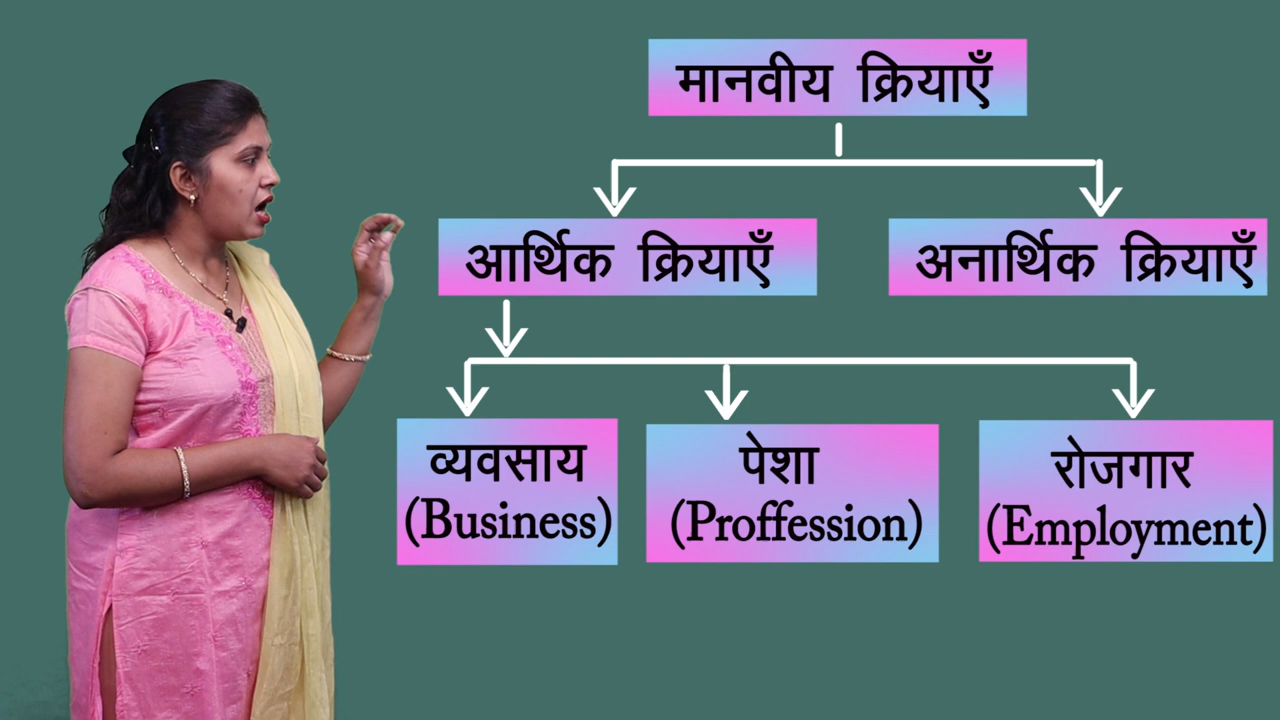 मानवीय क्रियाएँ
आर्थिक क्रियाएँ
अनार्थिक क्रियाएँ
व्यवसाय
(Business)
पेशा
(Proffession)
रोजगार
(Employment)